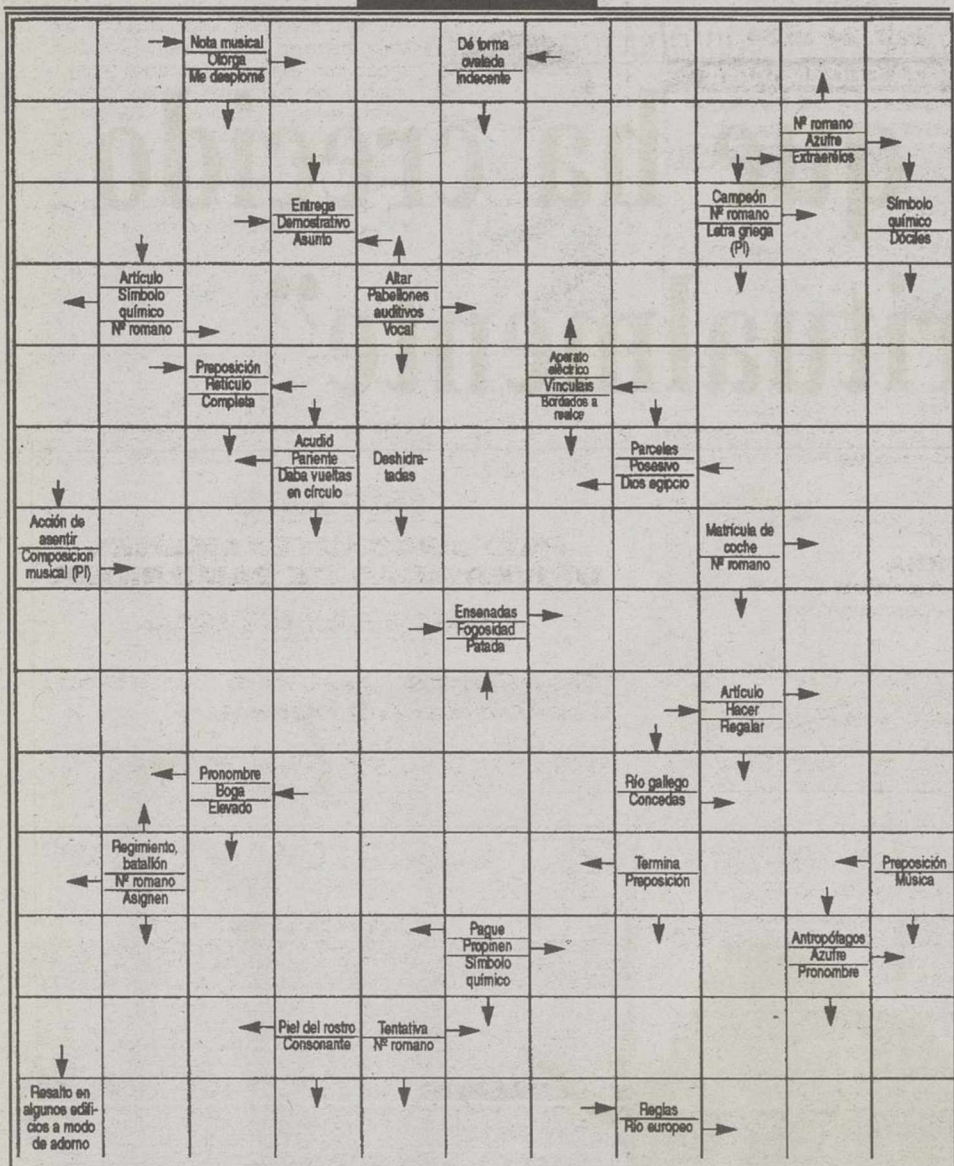 Nota musical
Otorga
Me desplomé
Dé forma
ovalada
Indecente
Nº romano
Azufre
Extraerélos
Entrega
Demostrativo
Asunto
Campeón
Nº romano
Letra griega
(Pl)
Símbolo
químico
Dóciles
Artículo
Símbolo
químico
Nº romano
Altar
Pabellones
auditivos
Vocal
Preposición
Retículo
Completa
Aparato
eléctrico
Vinculais
Bordados a
realce
Acudid
Pariente
Daba vueltas
en círculo
Deshidra-
tadas
Parcelas
Posesivo
Dios egipcio
Acción de
asentir
Composicion
musical (Pl)
Matrícula de
coche
Nº romano
Ensenadas
Fogosidad
Patada
Artículo
Hacer
Regalar
Pronombre
Boga
Elevado
Río gallego
Concedas
Regimiento,
batallón
Nº romano
Asignen
Termina
Preposición
Preposición
Música
Pague
Propinen
Símbolo
químico
Antropófagos
Azufre
Pronombre
Piel del rostro
Consonante
Tentativa
Nº romano
Resalto en
algunos edifi-
cios a modo
de adorno
Reglas
Río europeo